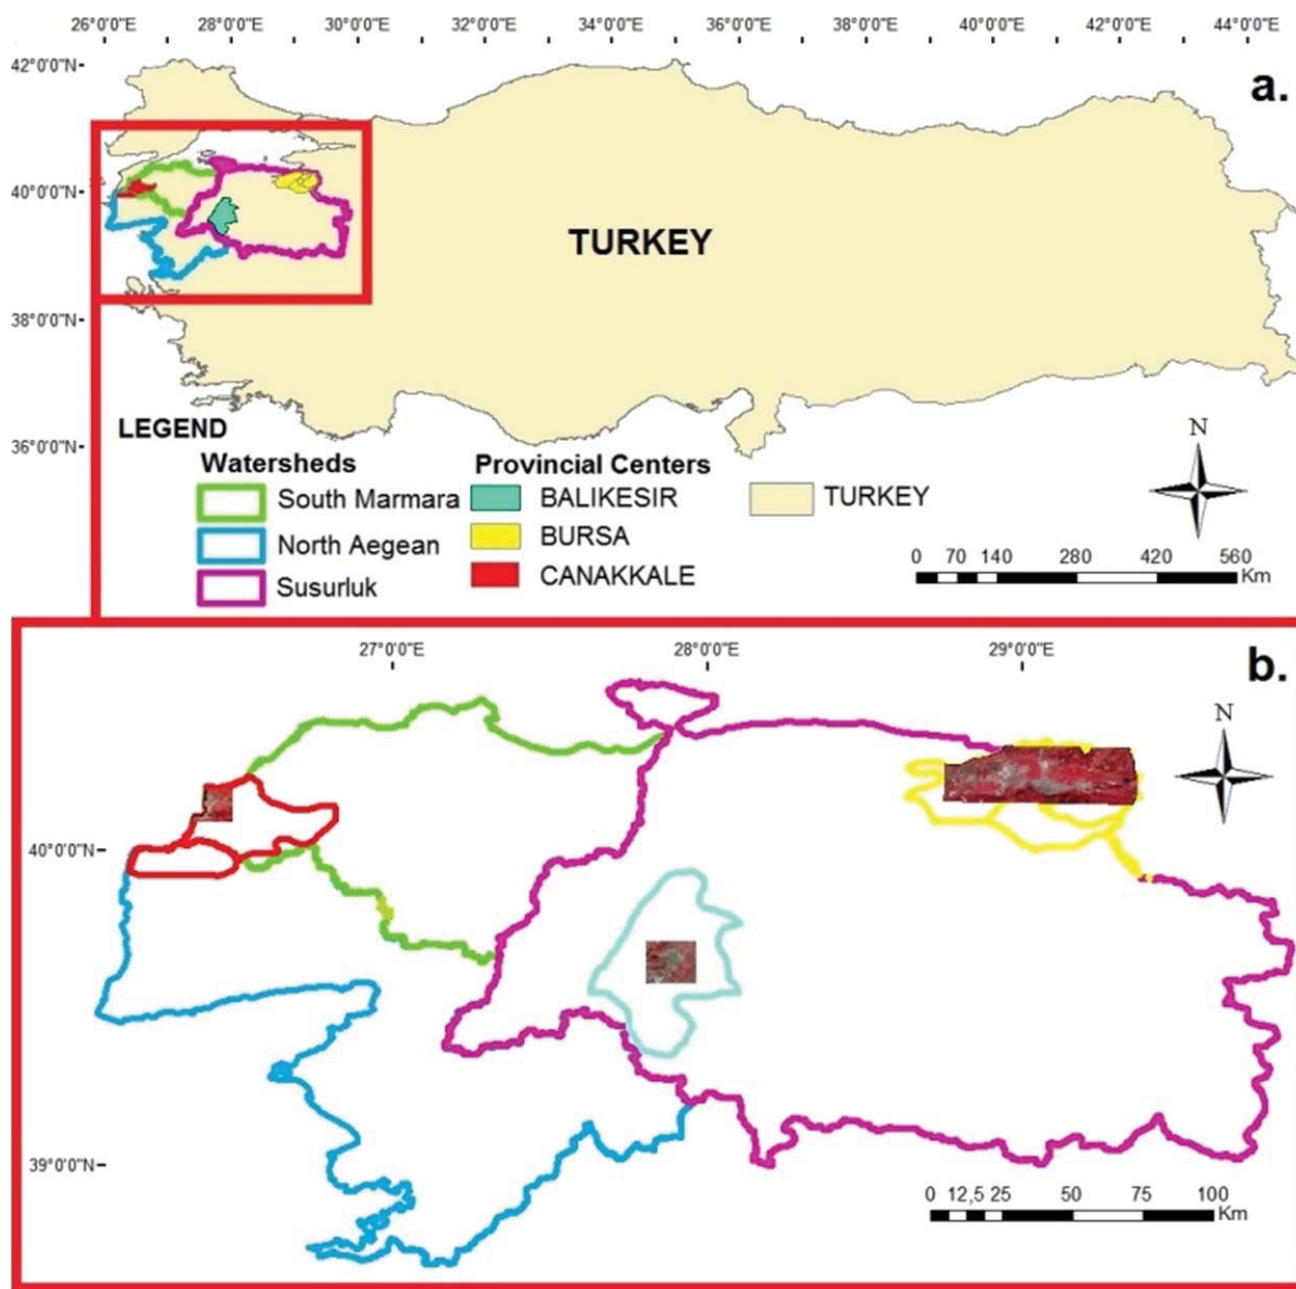 26°0'0"E 28°0'0"E 30°0'0"E 32°0'0"E 34°0'0"E 36°0'0"E 38°0'0"E 40°0'0"E 42°0'0"E 44°0'0"E
42°0'0"N
a.
40°0'0"N
TURKEY
38°0'0"N
36°0'0"N
LEGEND
Watersheds
South Marmara
North Aegean
Susurluk
Provincial Centers
BALIKESIR
BURSA
CANAKKALE
TURKEY
N
0 70 140 280 420 560
Km
27°0'0"E 28°0'0"E 29°0'0"E
b.
N
40°0'0"N
39°0'0"N
0 12,5 25 50 75 100
Km